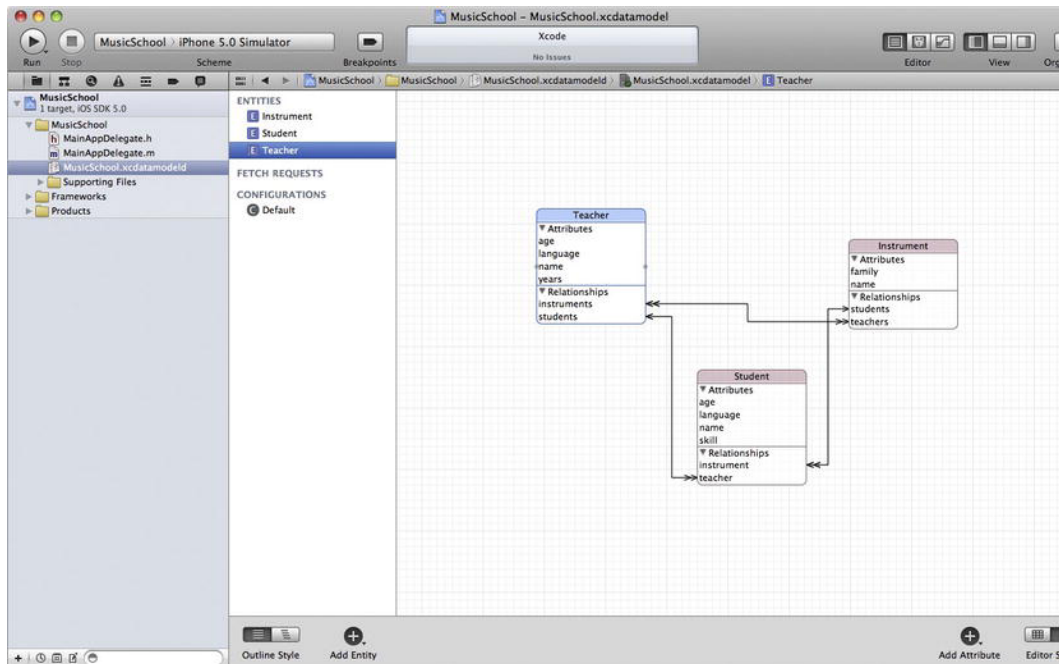 MusicSchool – MusicSchool.xcdatamodel
MusicSchool › iPhone 5.0 Simulator
Xcode
No Issues
Run Stop Scheme Breakpoints Editor View
MusicSchool › MusicSchool › MusicSchool.xcdatamodeld › MusicSchool.xcdatamodel › E Teacher
MusicSchool
1 target, iOS SDK 5.0
MusicSchool
h MainAppDelegate.h
m MainAppDelegate.m
MusicSchool.xcdatamodeld
Supporting Files
Frameworks
Products
ENTITIES
E Instrument
E Student
E Teacher
FETCH REQUESTS
CONFIGURATIONS
C Default
Teacher
Attributes
age
language
name
years
Relationships
instruments
students
Instrument
Attributes
family
name
Relationships
students
teachers
Student
Attributes
age
language
name
skill
Relationships
instrument
teacher
Outline Style Add Entity Add Attribute Editor S